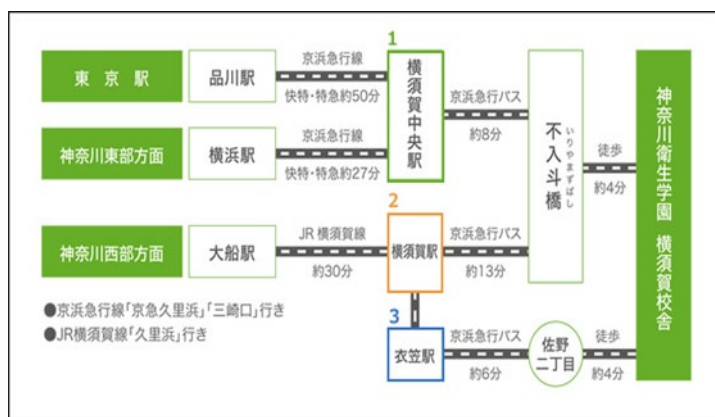 1
東京駅
品川駅
京浜急行線
快特・特急約50分
横須賀中央駅
京浜急行バス
約8分
神奈川東部方面
横浜駅
京浜急行線
快特・特急約27分
不入斗橋
いりやまずばし
徒歩
約4分
神奈川衛生学園 横須賀校舎
2
神奈川西部方面
大船駅
JR 横須賀線
約30分
横須賀駅
京浜急行バス
約13分
●京浜急行線「京急久里浜」「三崎口」行き
●JR横須賀線「久里浜」行き
3
衣笠駅
京浜急行バス
約6分
佐野
二丁目
徒歩
約4分